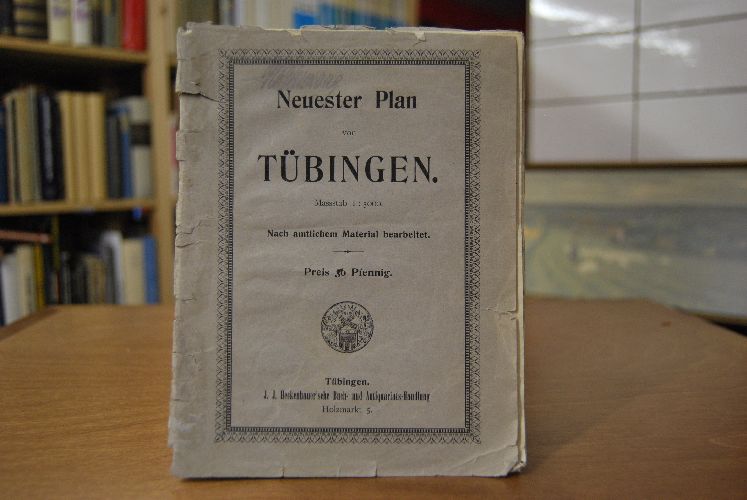 Neuester Plan
von
TÜBINGEN.
Massstab 1 : 5000.
Nach amtlichem Material bearbeitet.
Preis 50 Pfennig.
Tübingen.
J. J. Heckenhauer'sche Buch- und Antiquariats-Handlung
Holzmarkt 5.